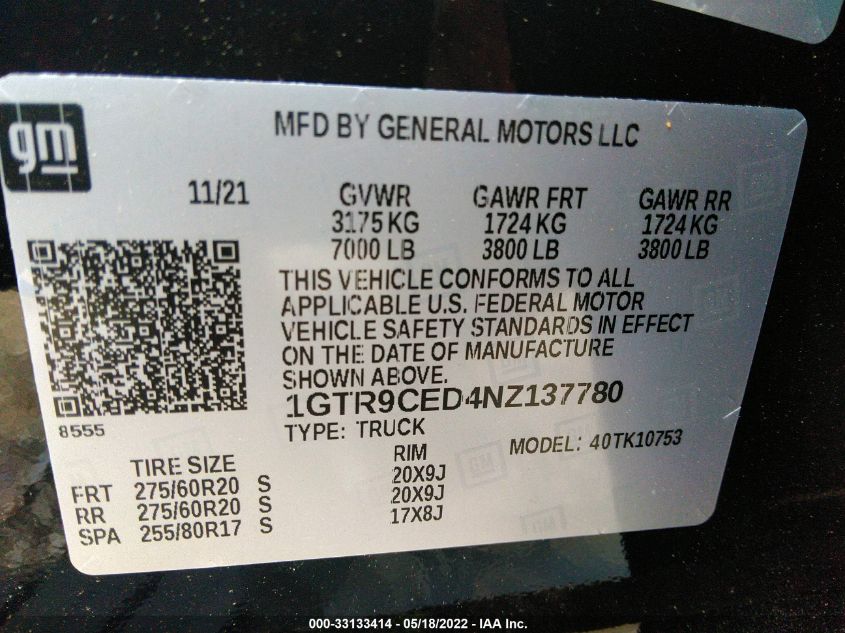 gm
MFD BY GENERAL MOTORS LLC
11/21 GVWR GAWR FRT GAWR RR
3175 KG 1724 KG 1724 KG
7000 LB 3800 LB 3800 LB
THIS VEHICLE CONFORMS TO ALL
APPLICABLE U.S. FEDERAL MOTOR
VEHICLE SAFETY STANDARDS IN EFFECT
ON THE DATE OF MANUFACTURE
SHOWN ABOVE.
1GTR9CED4NZ137780
8555
TYPE: TRUCK
MODEL: 40TK10753
TIRE SIZE RIM
FRT 275/60R20 S 20X9J
RR 275/60R20 S 20X9J
SPA 255/80R17 S 17X8J
000-33133414 - 05/18/2022 - IAA Inc.